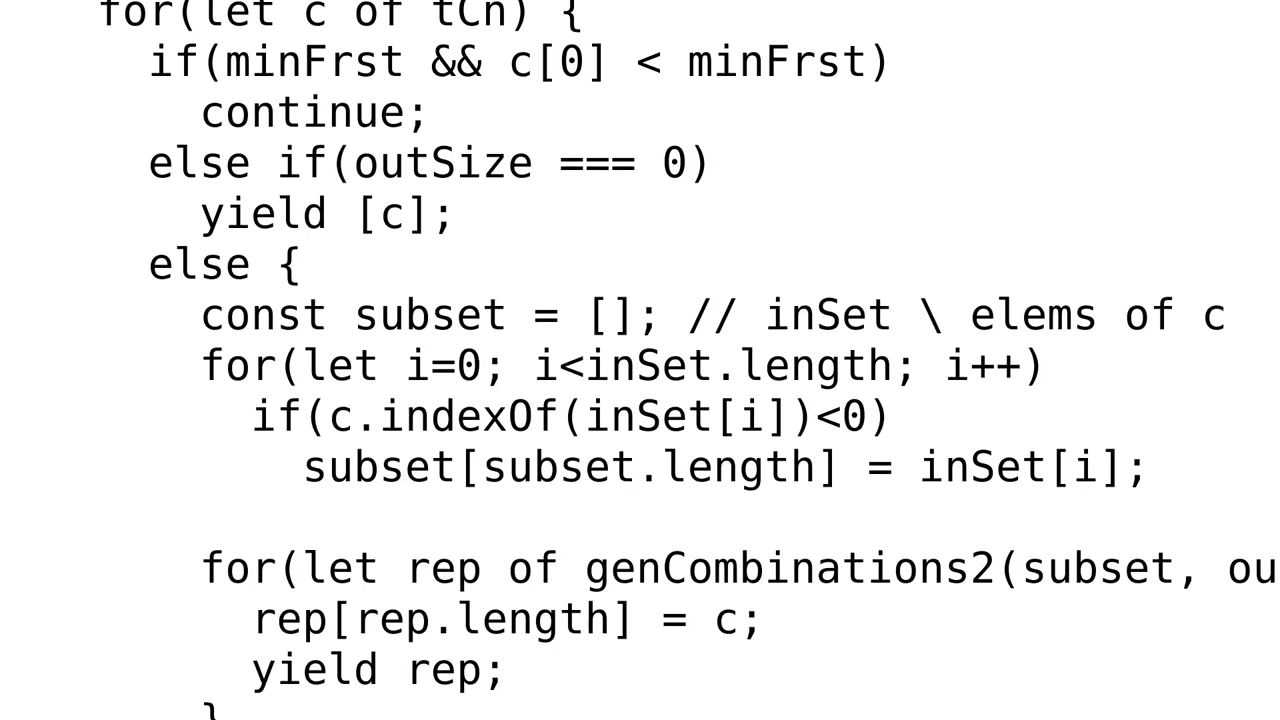 for(let c of tCn) {
if(minFrst && c[0] < minFrst)
continue;
else if(outSize === 0)
yield [c];
else {
const subset = []; // inSet \ elems of c
for(let i=0; i<inSet.length; i++)
if(c.indexOf(inSet[i])<0)
subset[subset.length] = inSet[i];
for(let rep of genCombinations2(subset, ou
rep[rep.length] = c;
yield rep;
}